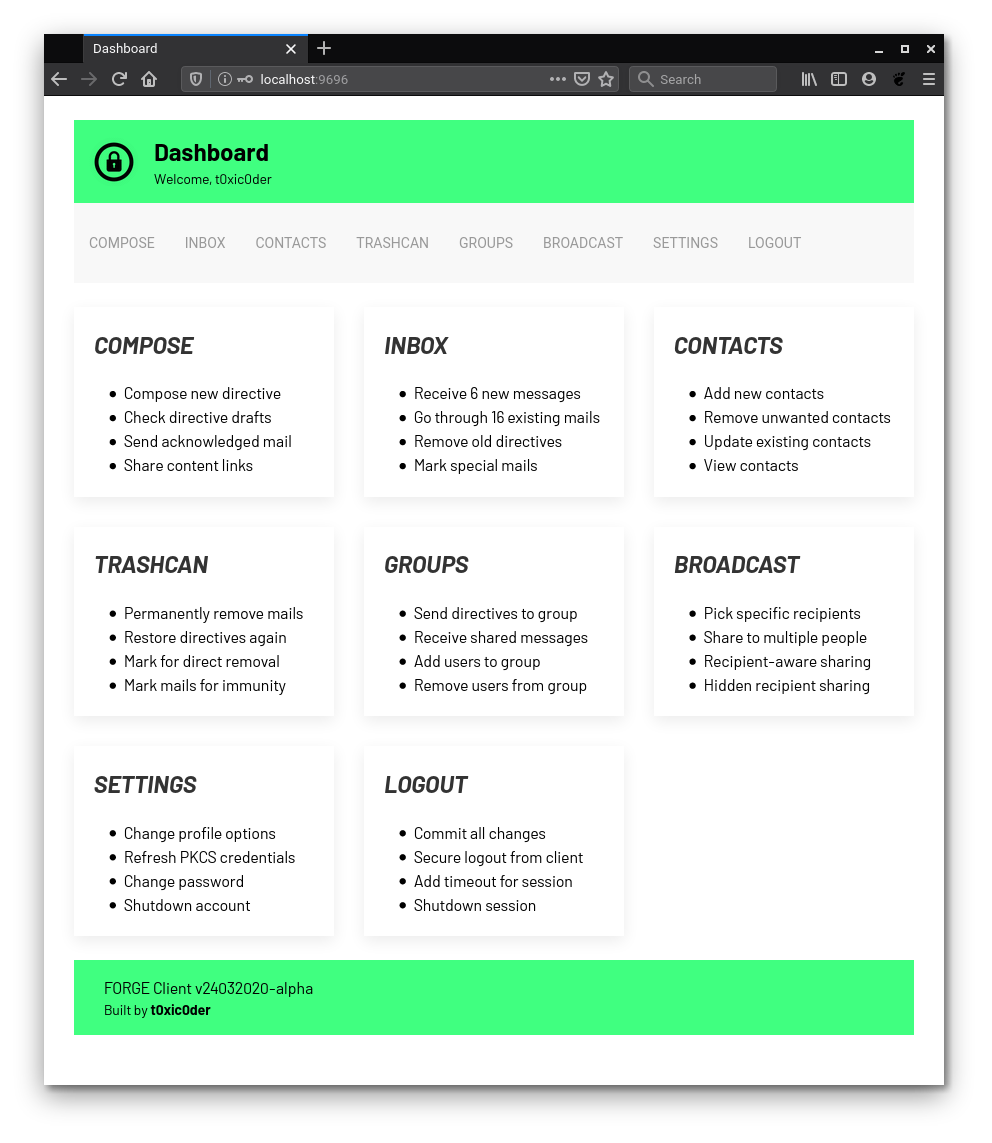 Dashboard
localhost:9696
Search
Dashboard
Welcome, t0xic0der
COMPOSE INBOX CONTACTS TRASHCAN GROUPS BROADCAST SETTINGS LOGOUT
COMPOSE
Compose new directive
Check directive drafts
Send acknowledged mail
Share content links
INBOX
Receive 6 new messages
Go through 16 existing mails
Remove old directives
Mark special mails
CONTACTS
Add new contacts
Remove unwanted contacts
Update existing contacts
View contacts
TRASHCAN
Permanently remove mails
Restore directives again
Mark for direct removal
Mark mails for immunity
GROUPS
Send directives to group
Receive shared messages
Add users to group
Remove users from group
BROADCAST
Pick specific recipients
Share to multiple people
Recipient-aware sharing
Hidden recipient sharing
SETTINGS
Change profile options
Refresh PKCS credentials
Change password
Shutdown account
LOGOUT
Commit all changes
Secure logout from client
Add timeout for session
Shutdown session
FORGE Client v24032020-alpha
Built by t0xic0der